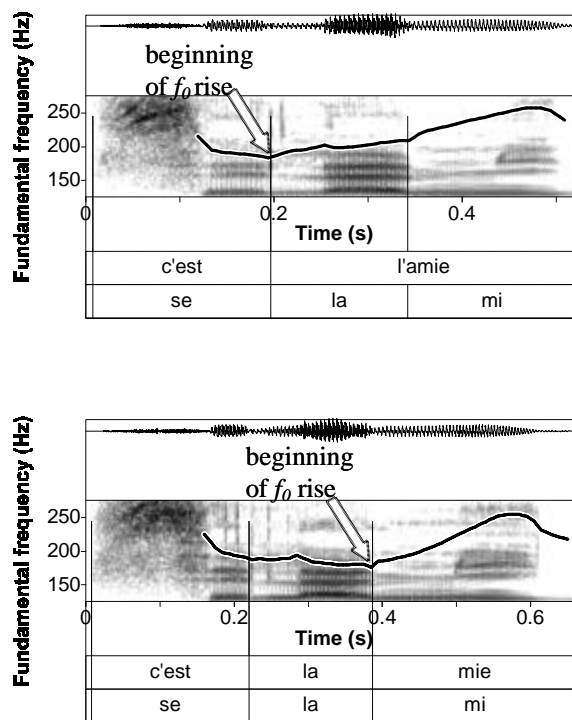 Fundamental frequency (Hz)
beginning
of f0 rise
250
200
150
0
0.2
0.4
Time (s)
c'est l'amie
se la mi
Fundamental frequency (Hz)
beginning
of f0 rise
250
200
150
0
0.2
0.4
0.6
Time (s)
c'est la mie
se la mi